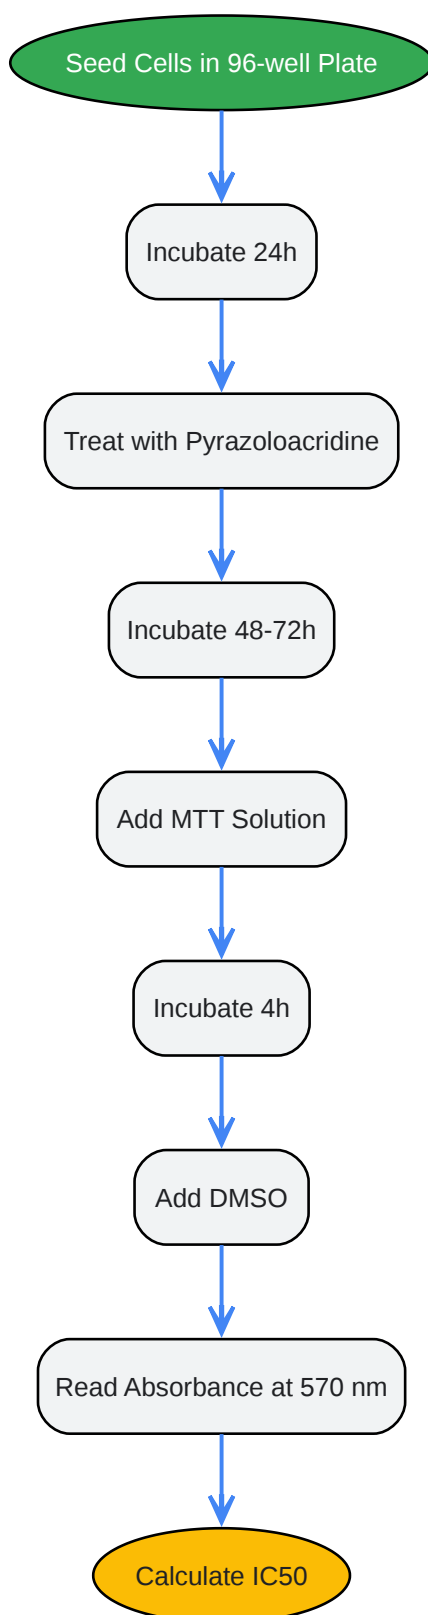 Seed Cells in 96-well Plate
Incubate 24h
Treat with Pyrazoloacridine
Incubate 48-72h
Add MTT Solution
Incubate 4h
Add DMSO
Read Absorbance at 570 nm
Calculate IC50